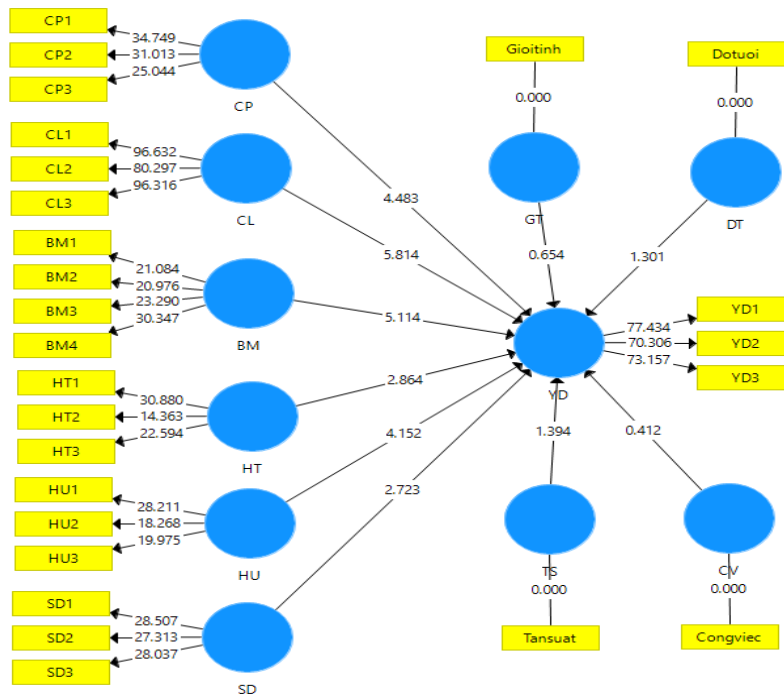 CP1
34.749
CP2
31.013
CP3
25.044
CP
CL1
96.632
CL2
80.297
CL3
96.316
CL
BM1
21.084
BM2
20.976
BM3
23.290
BM4
30.347
BM
HT1
30.880
HT2
14.363
HT3
22.594
HT
HU1
28.211
HU2
18.268
HU3
19.975
HU
SD1
28.507
SD2
27.313
SD3
28.037
SD
4.483
5.814
5.114
2.864
4.152
2.723
Gioitinh
0.000
GT
0.654
Dotuoi
0.000
DT
1.301
YD
77.434
YD1
70.306
YD2
73.157
YD3
1.394
TS
0.000
Tansuat
0.412
CV
0.000
Congviec